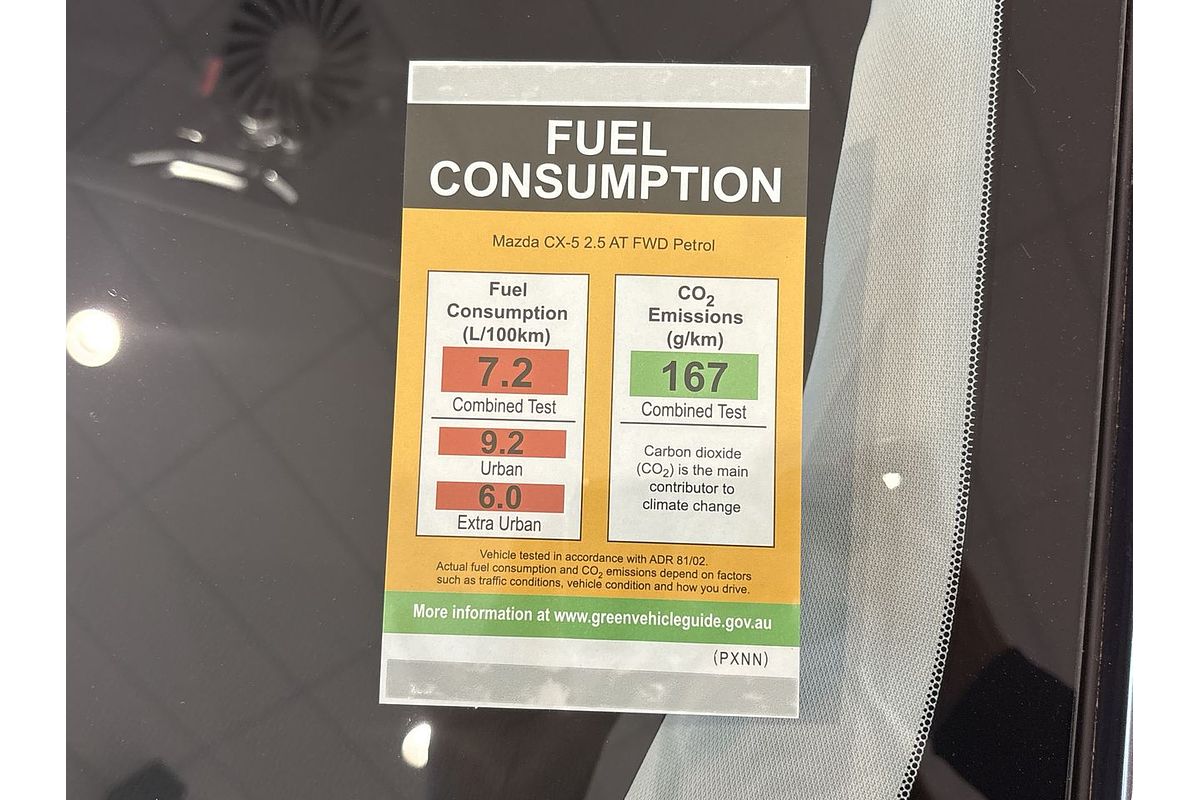 FUEL
CONSUMPTION
Mazda CX-5 2.5 AT FWD Petrol
Fuel
Consumption
(L/100km)
7.2
Combined Test
9.2
Urban
6.0
Extra Urban
CO2
Emissions
(g/km)
167
Combined Test
Carbon dioxide
(CO2) is the main
contributor to
climate change
Vehicle tested in accordance with ADR 81/02.
Actual fuel consumption and CO2 emissions depend on factors
such as traffic conditions, vehicle condition and how you drive.
More information at www.greenvehicleguide.gov.au
(PXNN)